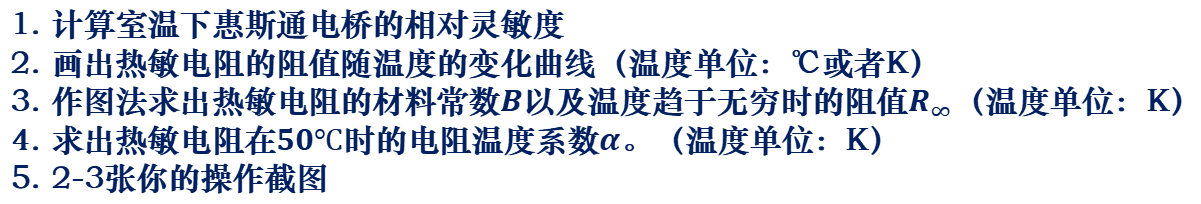 1. 计算室温下惠斯通电桥的相对灵敏度
2. 画出热敏电阻的阻值随温度的变化曲线（温度单位：℃或者K）
3. 作图法求出热敏电阻的材料常数B以及温度趋于无穷时的阻值R∞（温度单位：K）
4. 求出热敏电阻在50℃时的电阻温度系数α。（温度单位：K）
5. 2-3张你的操作截图